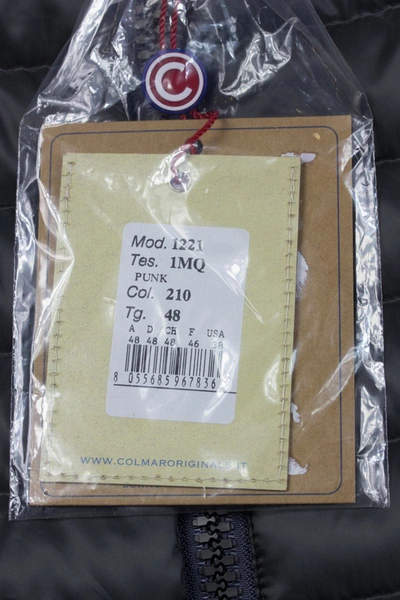 C
Mod. 1221
Tes. 1MQ
PUNK
Col. 210
Tg. 48
A D CH F USA
48 48 48 46 38
8 055685 967836
WWW.COLMARORIGINALS.IT